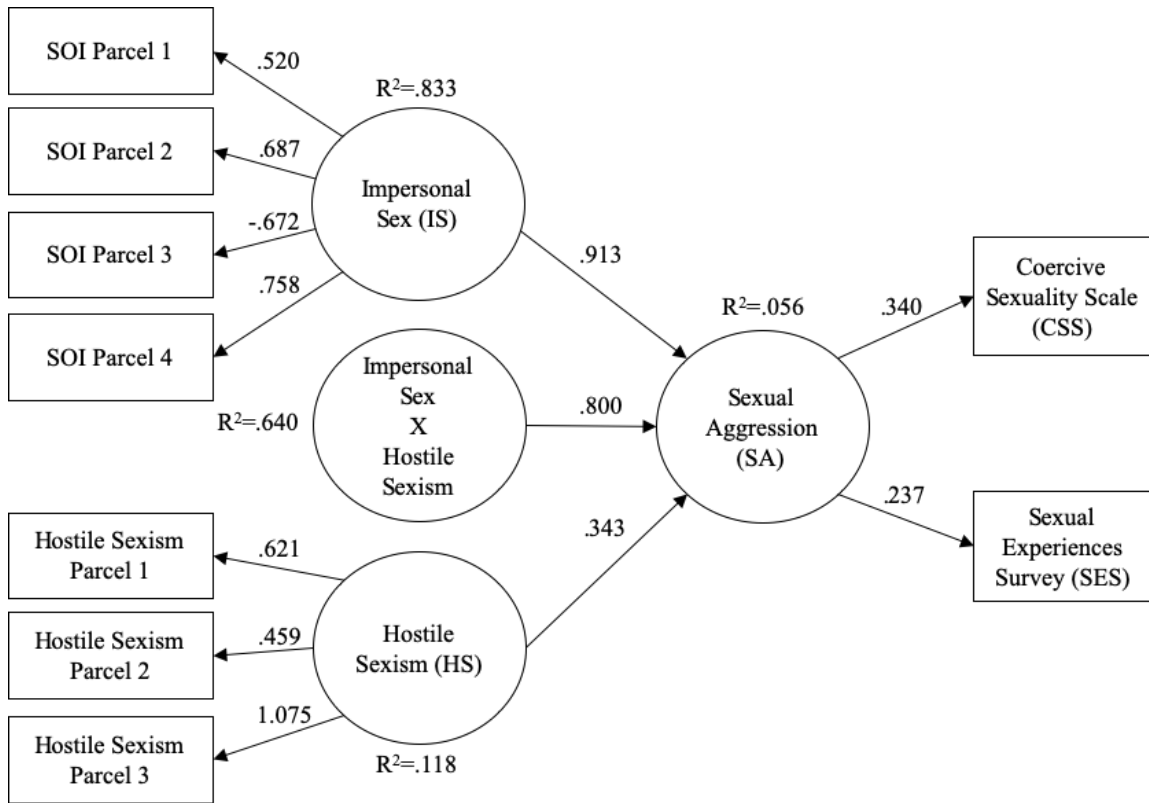 SOI Parcel 1
SOI Parcel 2
SOI Parcel 3
SOI Parcel 4
.520
.687
-.672
.758
R²=.833
Impersonal
Sex (IS)
.913
R²=.640
Impersonal
Sex
X
Hostile
Sexism
.800
Hostile Sexism
Parcel 1
Hostile Sexism
Parcel 2
Hostile Sexism
Parcel 3
.621
.459
1.075
Hostile
Sexism (HS)
R²=.118
.343
R²=.056
Sexual
Aggression
(SA)
.340
.237
Coercive
Sexuality Scale
(CSS)
Sexual
Experiences
Survey (SES)